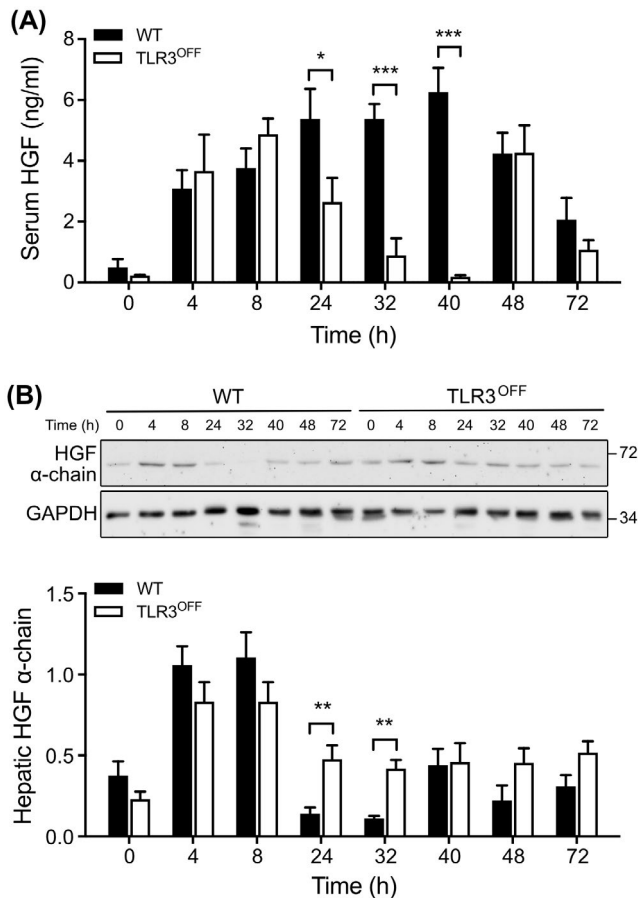 (A)
WT
TLR3OFF
Serum HGF (ng/ml)
8
6
4
2
0
* *** ***
0 4 8 24 32 40 48 72
Time (h)
(B)
WT TLR3OFF
Time (h) 0 4 8 24 32 40 48 72 0 4 8 24 32 40 48 72
HGF
α-chain
72
GAPDH
34
WT
TLR3OFF
Hepatic HGF α-chain
1.5
1.0
0.5
0.0
** **
0 4 8 24 32 40 48 72
Time (h)